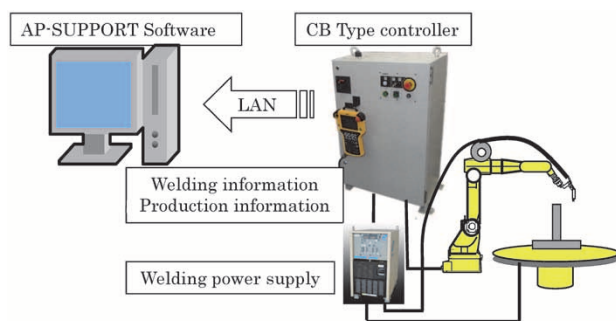 AP-SUPPORT Software
CB Type controller
LAN
Welding information
Production information
Welding power supply